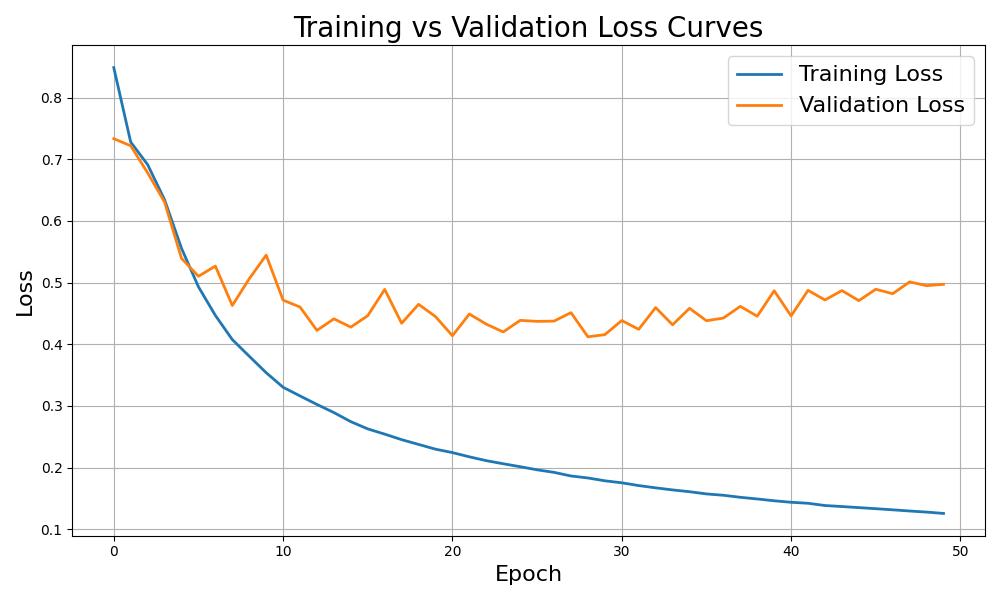 Training vs Validation Loss Curves
Training Loss
Validation Loss
Loss
0.8
0.7
0.6
0.5
0.4
0.3
0.2
0.1
0 10 20 30 40 50
Epoch